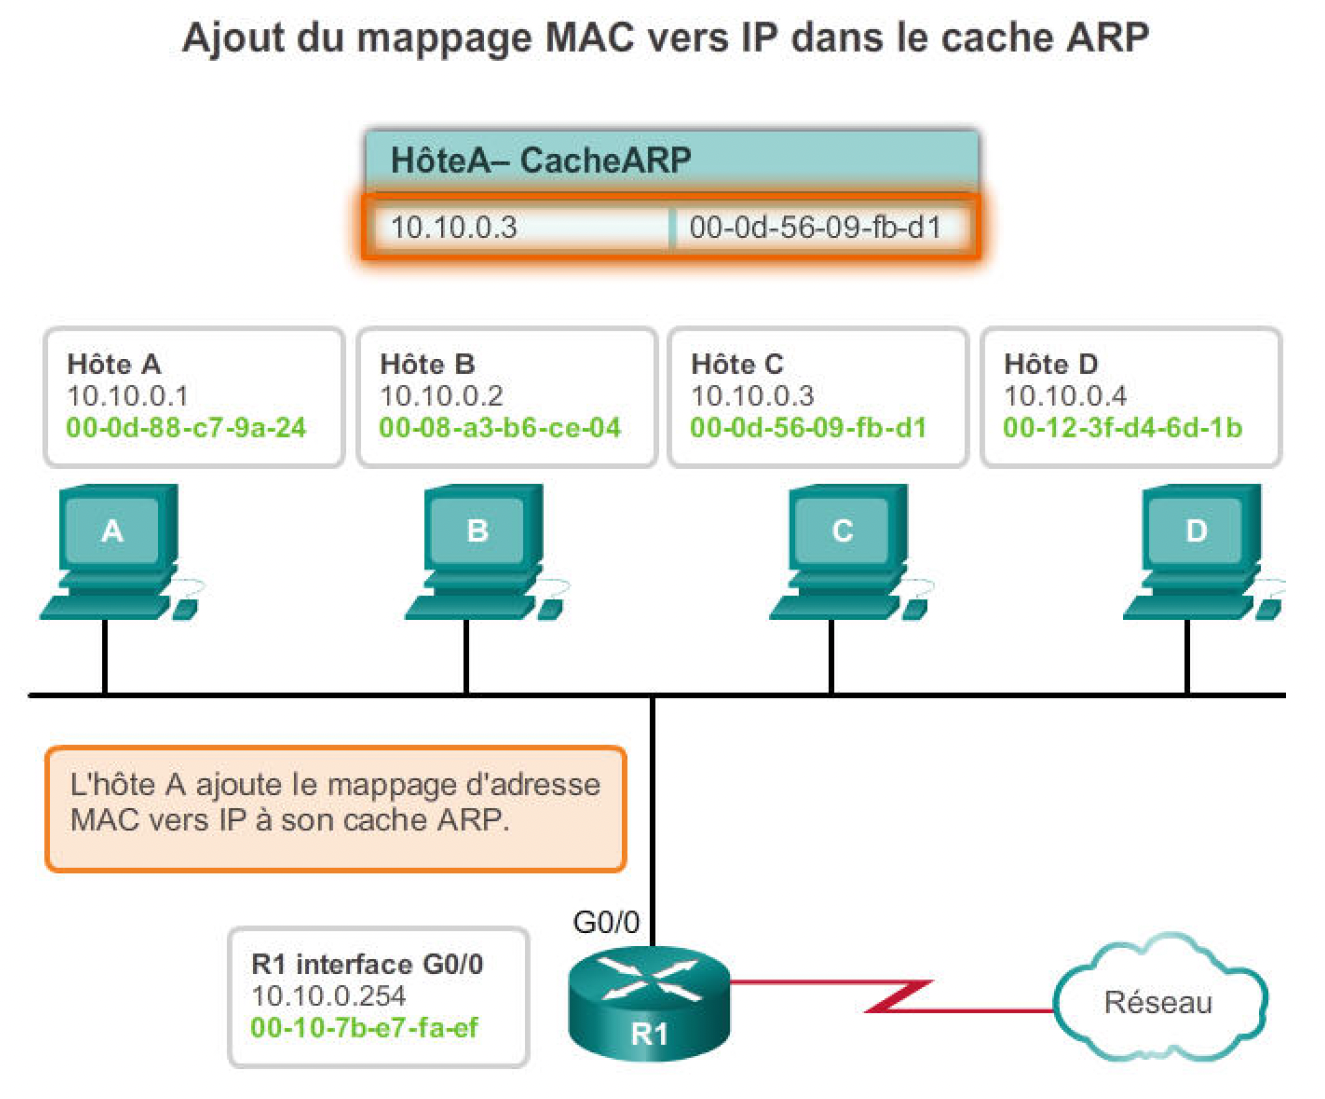 Ajout du mappage MAC vers IP dans le cache ARP
HôteA– CacheARP
10.10.0.3 00-0d-56-09-fb-d1
Hôte A
10.10.0.1
00-0d-88-c7-9a-24
Hôte B
10.10.0.2
00-08-a3-b6-ce-04
Hôte C
10.10.0.3
00-0d-56-09-fb-d1
Hôte D
10.10.0.4
00-12-3f-d4-6d-1b
A
B
C
D
L'hôte A ajoute le mappage d'adresse
MAC vers IP à son cache ARP.
G0/0
R1 interface G0/0
10.10.0.254
00-10-7b-e7-fa-ef
R1
Réseau